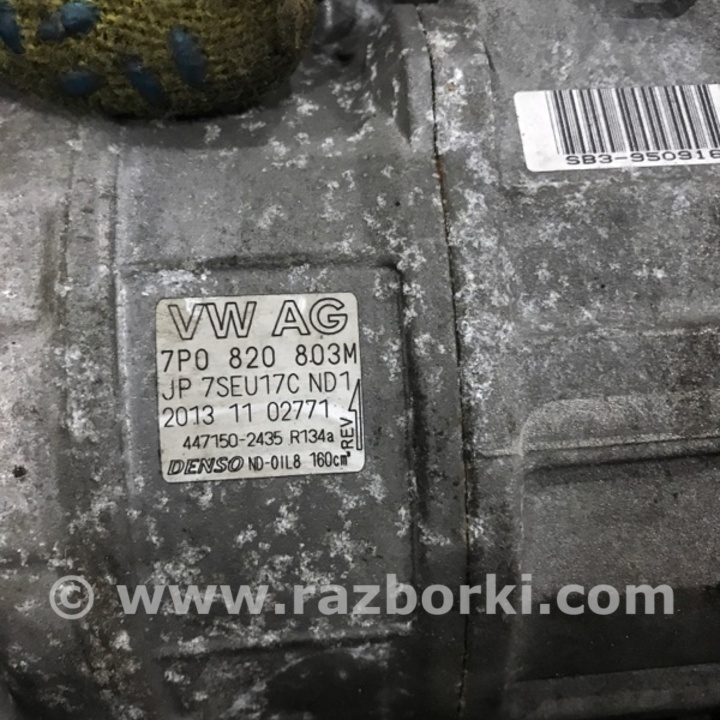 SB3-950916
VW AG
7P0 820 803M
JP 7SEU17C ND1
2013 11 02771
447150-2435 R134a
REV
DENSO ND-OIL8 160cm³
© www.razborki.com